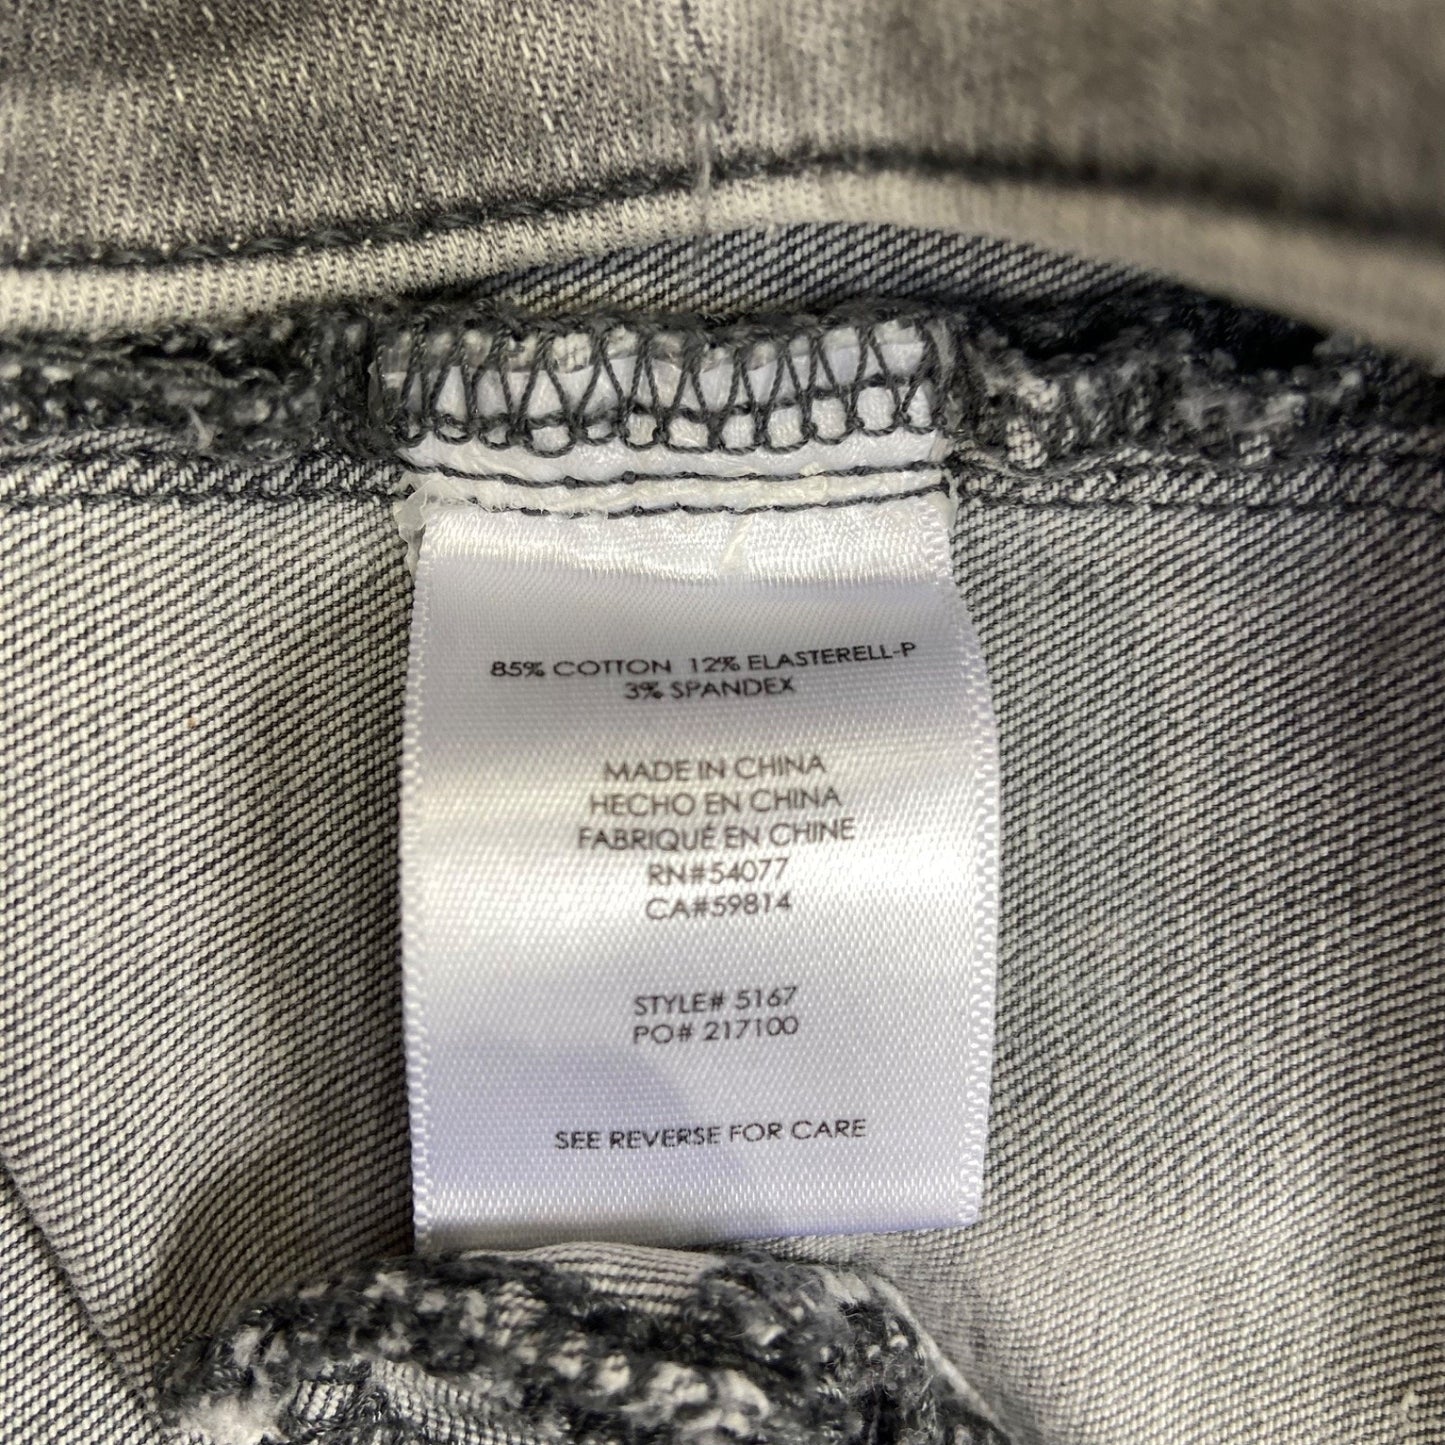 85% COTTON 12% ELASTERELL-P
3% SPANDEX
MADE IN CHINA
HECHO EN CHINA
FABRIQUÉ EN CHINE
RN#54077
CA#59814
STYLE# 5167
PO# 217100
SEE REVERSE FOR CARE